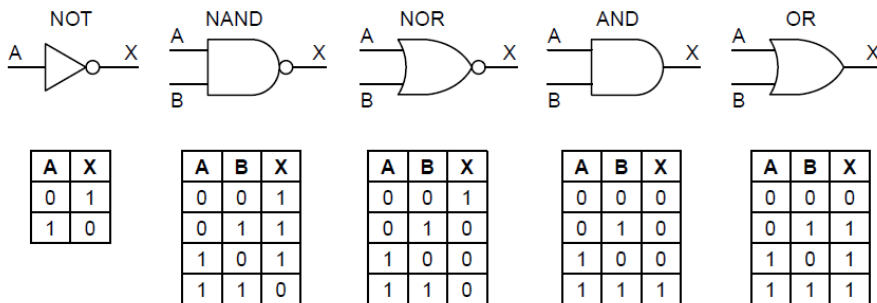 NOT NAND NOR AND OR
A X A X A X A X A X
B B B B
A X A B X A B X A B X A B X
0 1 0 0 1 0 0 1 0 0 0 0 0 0
1 0 0 1 1 0 1 0 0 1 0 0 1 1
1 0 1 1 0 0 1 0 0 1 0 1
1 1 0 1 1 0 1 1 1 1 1 1